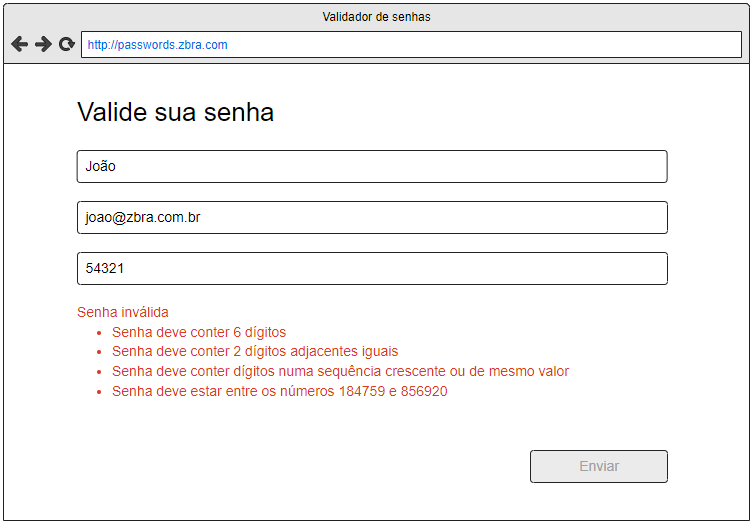 Validador de senhas
http://passwords.zbra.com
Valide sua senha
João
joao@zbra.com.br
54321
Senha inválida
• Senha deve conter 6 dígitos
• Senha deve conter 2 dígitos adjacentes iguais
• Senha deve conter dígitos numa sequência crescente ou de mesmo valor
• Senha deve estar entre os números 184759 e 856920
Enviar